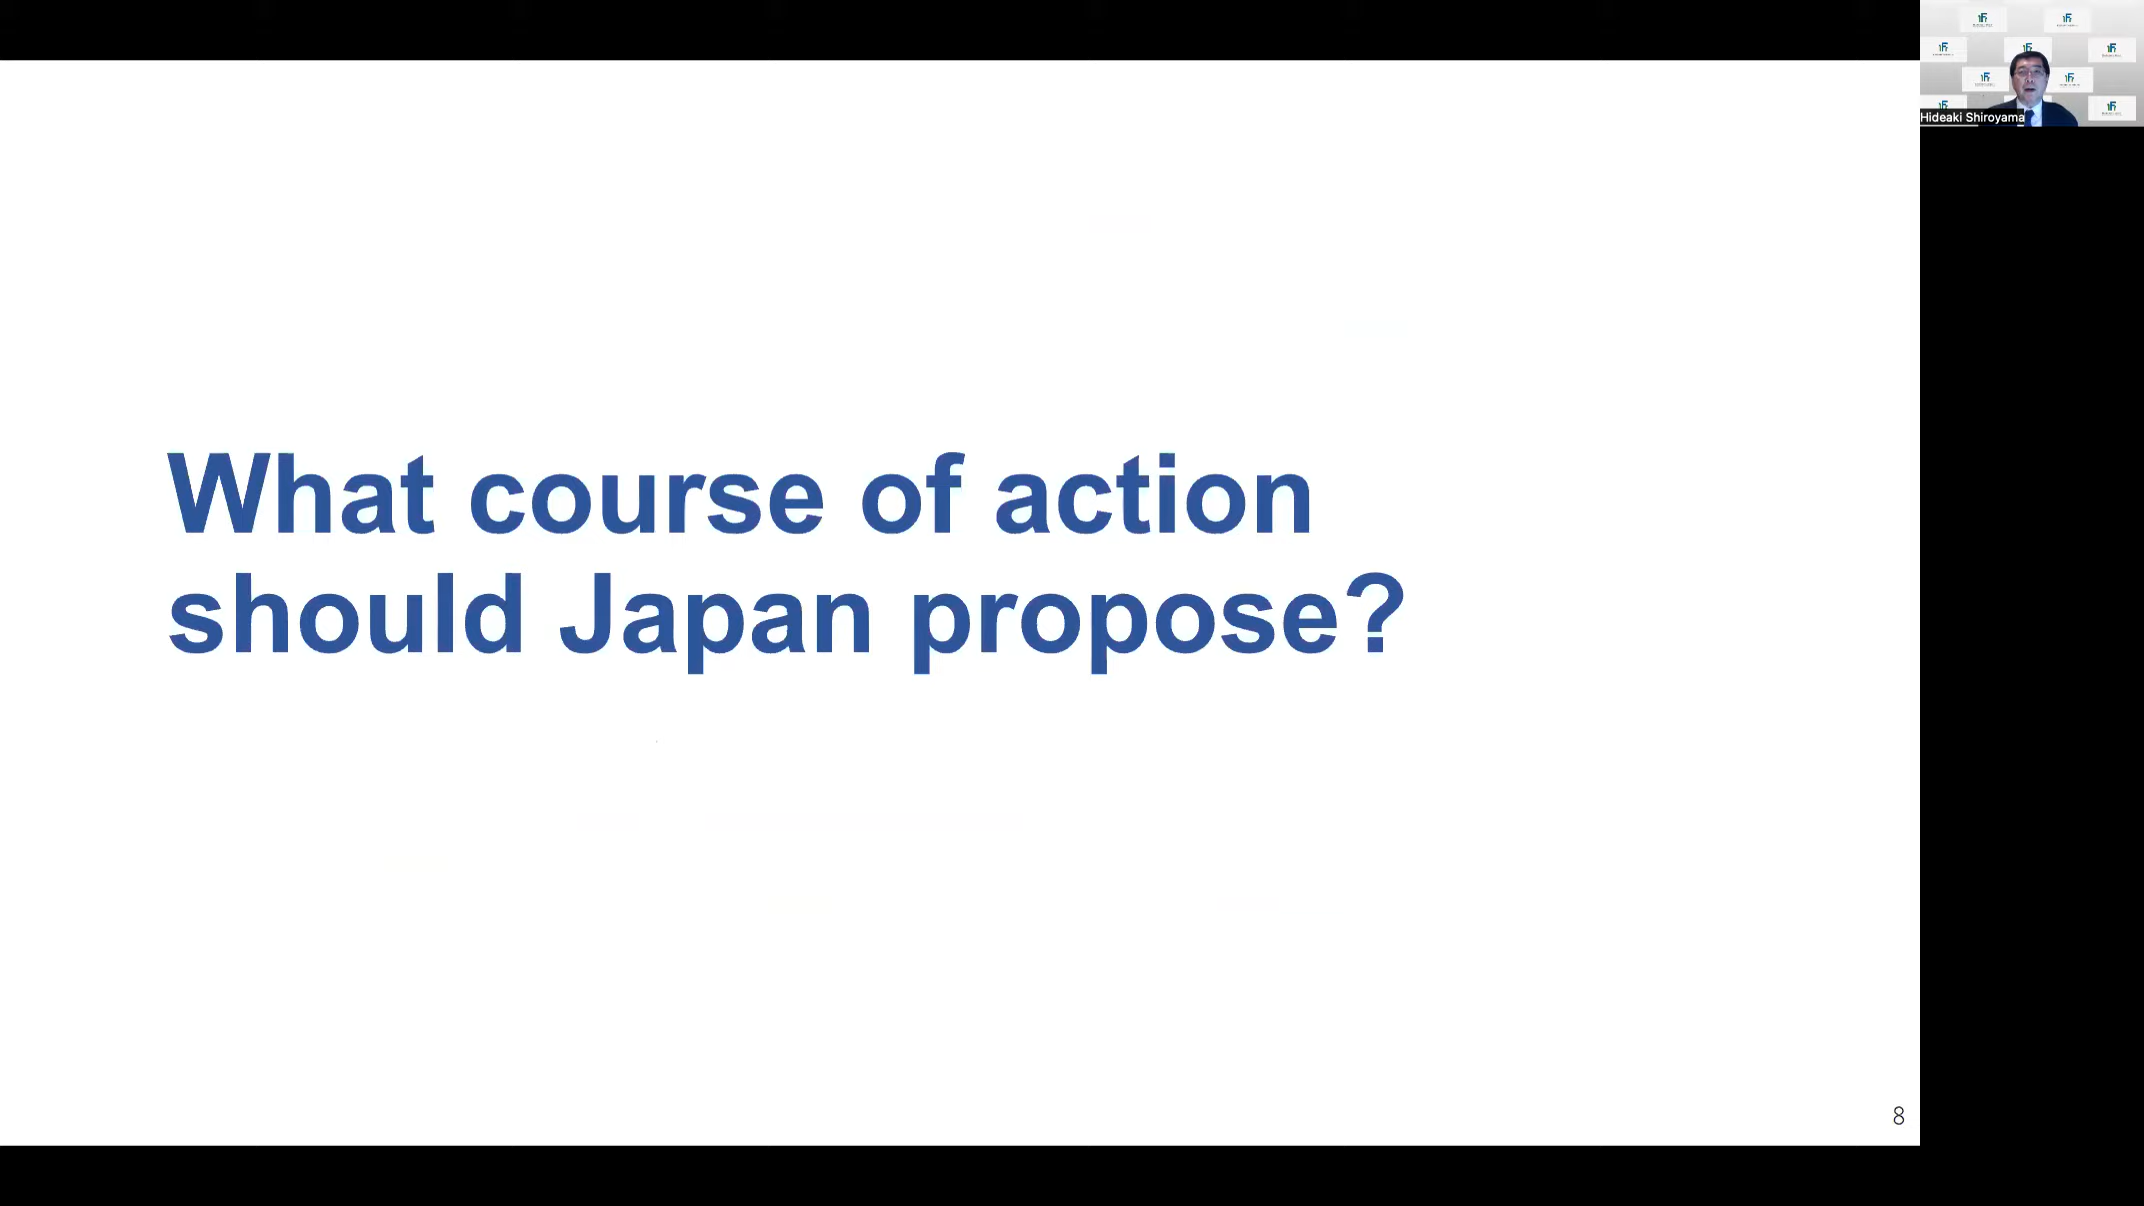 What course of action
should Japan propose?
Hideaki Shiroyama
8